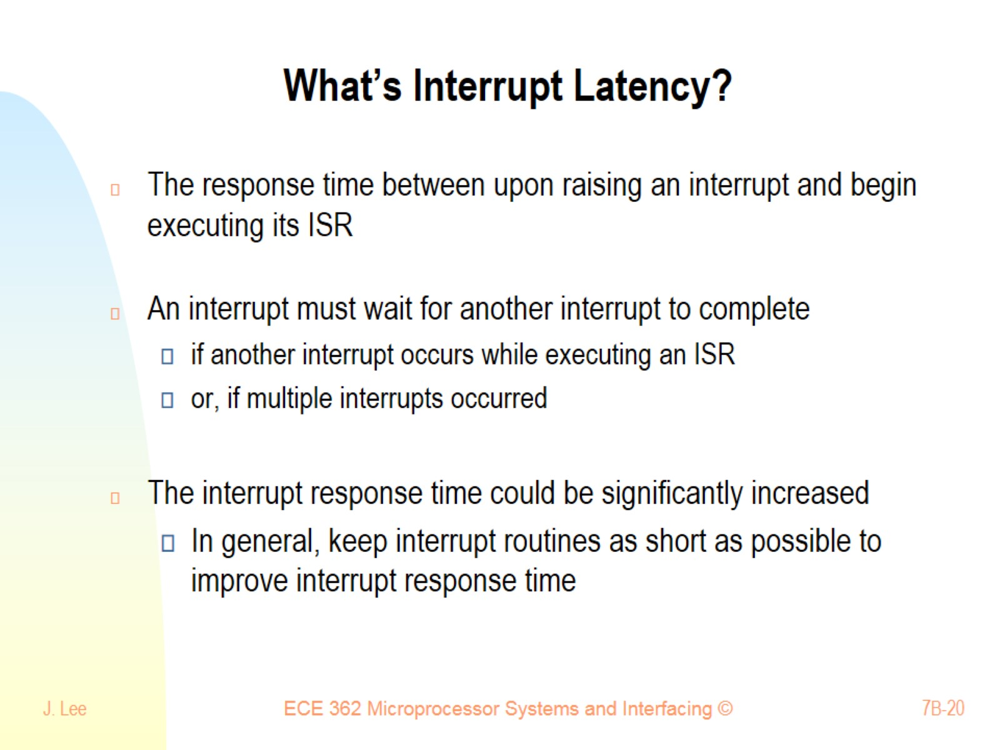 What’s Interrupt Latency?
The response time between upon raising an interrupt and begin
executing its ISR
An interrupt must wait for another interrupt to complete
if another interrupt occurs while executing an ISR
or, if multiple interrupts occurred
The interrupt response time could be significantly increased
In general, keep interrupt routines as short as possible to
improve interrupt response time
J. Lee
ECE 362 Microprocessor Systems and Interfacing ©
7B-20